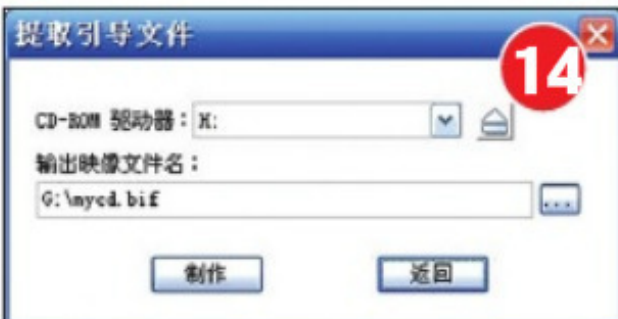 提取引导文件
14
CD-ROM 驱动器：H:
输出映像文件名：
G:\mycd.bif
...
制作
返回